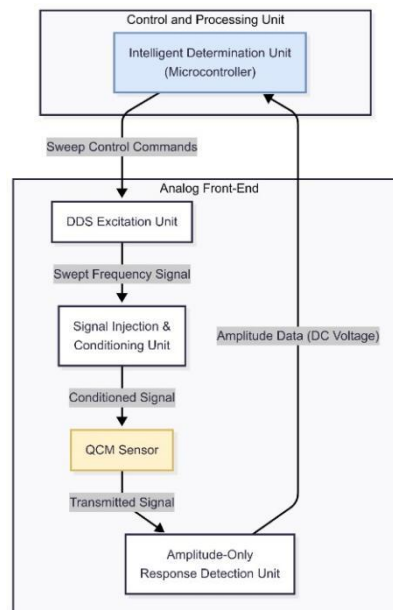 Control and Processing Unit
Intelligent Determination Unit
(Microcontroller)
Sweep Control Commands
Analog Front-End
DDS Excitation Unit
Swept Frequency Signal
Signal Injection &
Conditioning Unit
Amplitude Data (DC Voltage)
Conditioned Signal
QCM Sensor
Transmitted Signal
Amplitude-Only
Response Detection Unit